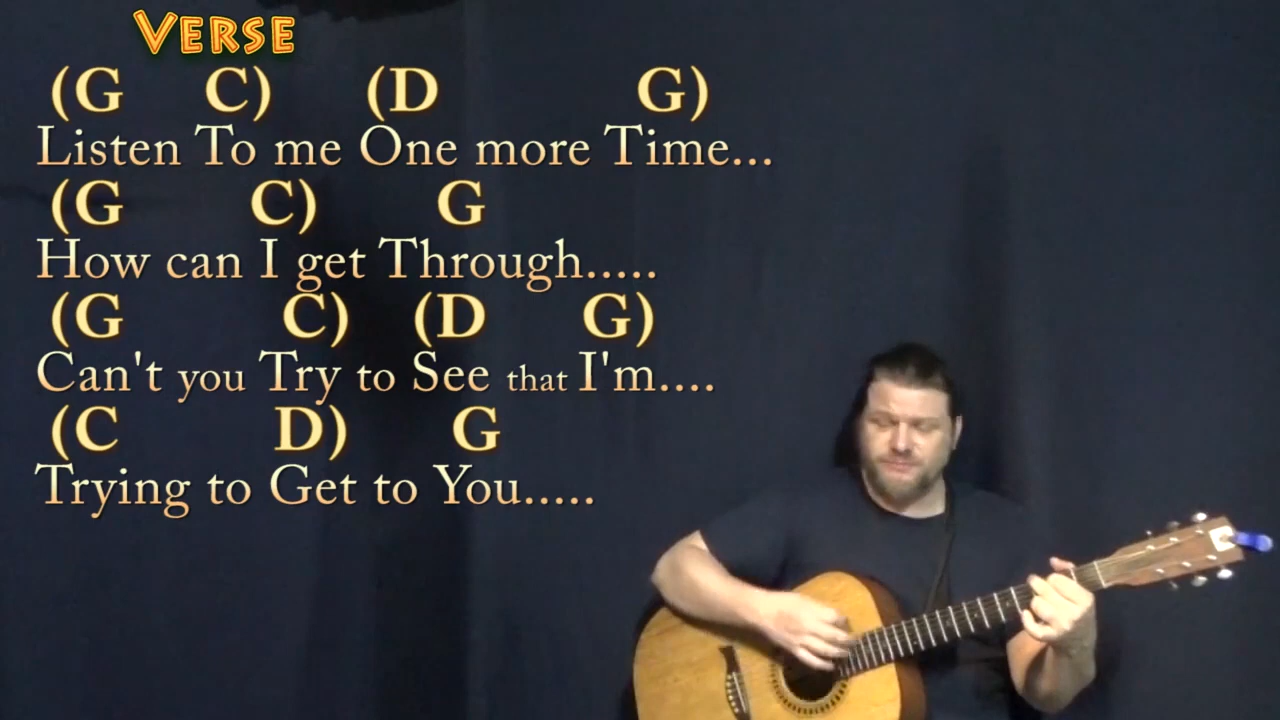 VERSE
(G C) (D G)
Listen To me One more Time...
(G C) G
How can I get Through.....
(G C) (D G)
Can't you Try to See that I'm....
(C D) G
Trying to Get to You.....